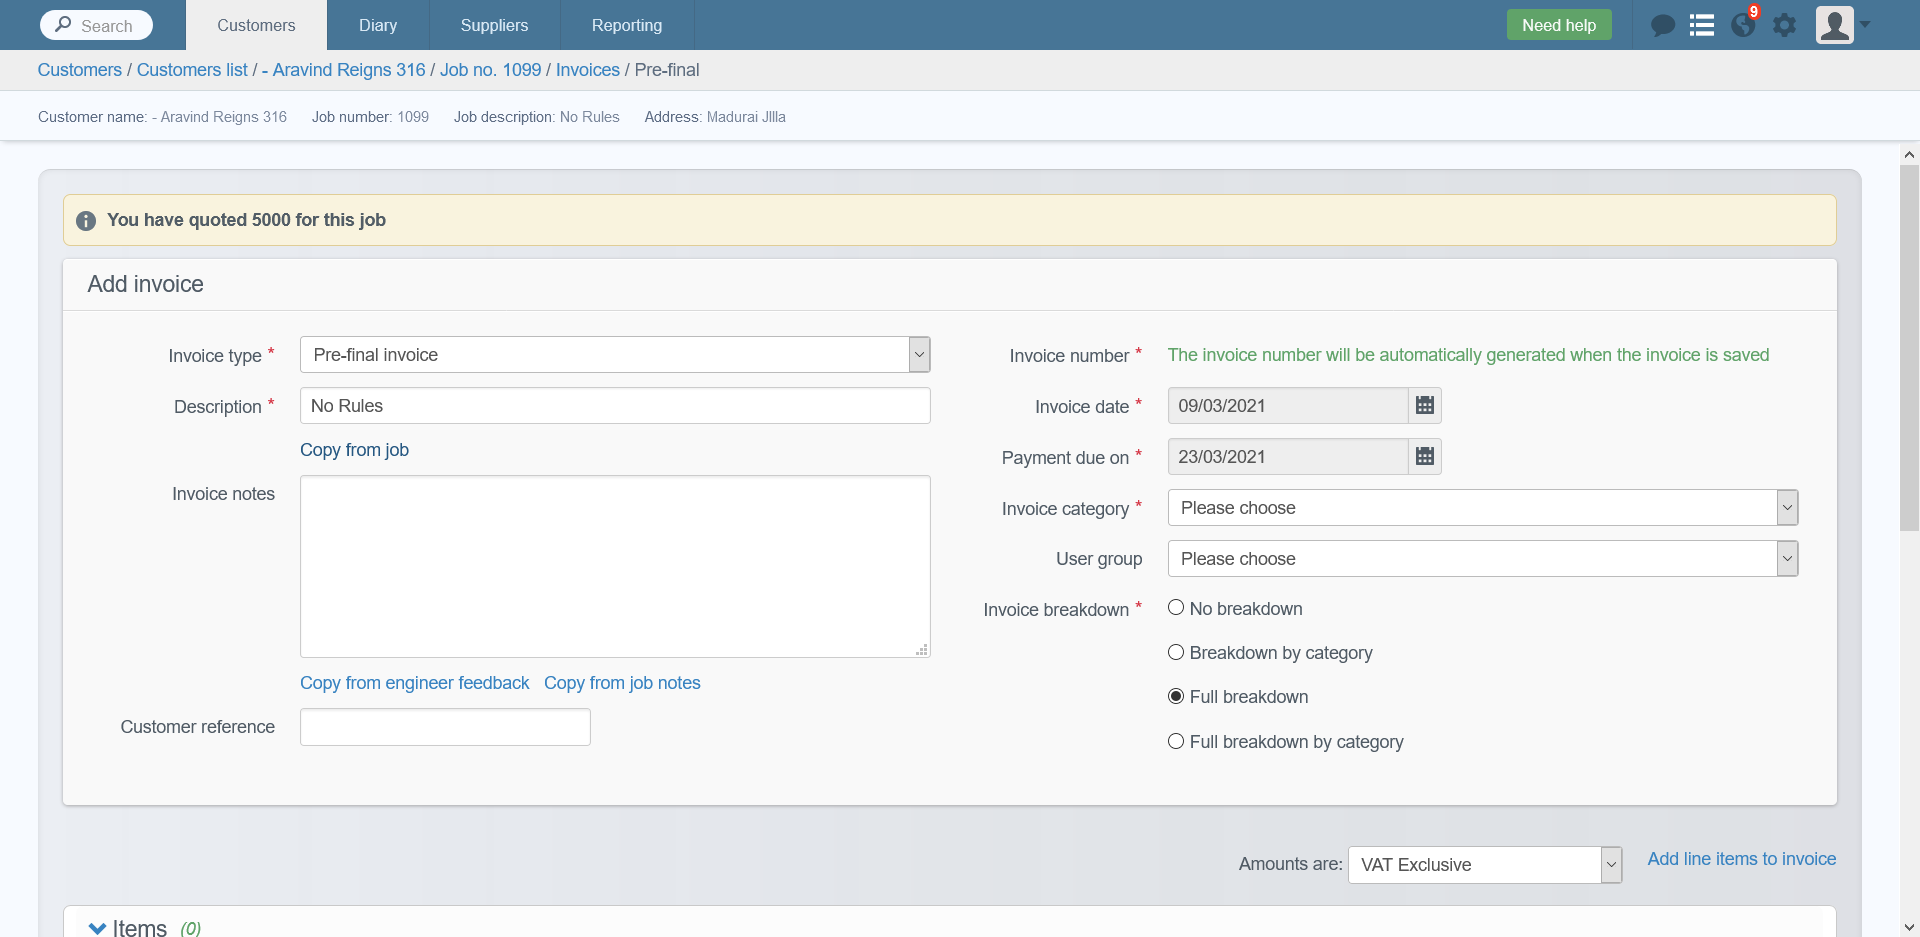 Search
Customers
Diary
Suppliers
Reporting
Need help
9
Customers / Customers list / - Aravind Reigns 316 / Job no. 1099 / Invoices / Pre-final
Customer name: - Aravind Reigns 316 Job number: 1099 Job description: No Rules Address: Madurai JIlla
You have quoted 5000 for this job
Add invoice
Invoice type *
Pre-final invoice
Description *
No Rules
Copy from job
Invoice notes
Copy from engineer feedback Copy from job notes
Customer reference
Invoice number *
The invoice number will be automatically generated when the invoice is saved
Invoice date *
09/03/2021
Payment due on *
23/03/2021
Invoice category *
Please choose
User group
Please choose
Invoice breakdown *
No breakdown
Breakdown by category
Full breakdown
Full breakdown by category
Amounts are:
VAT Exclusive
Add line items to invoice
Items (0)